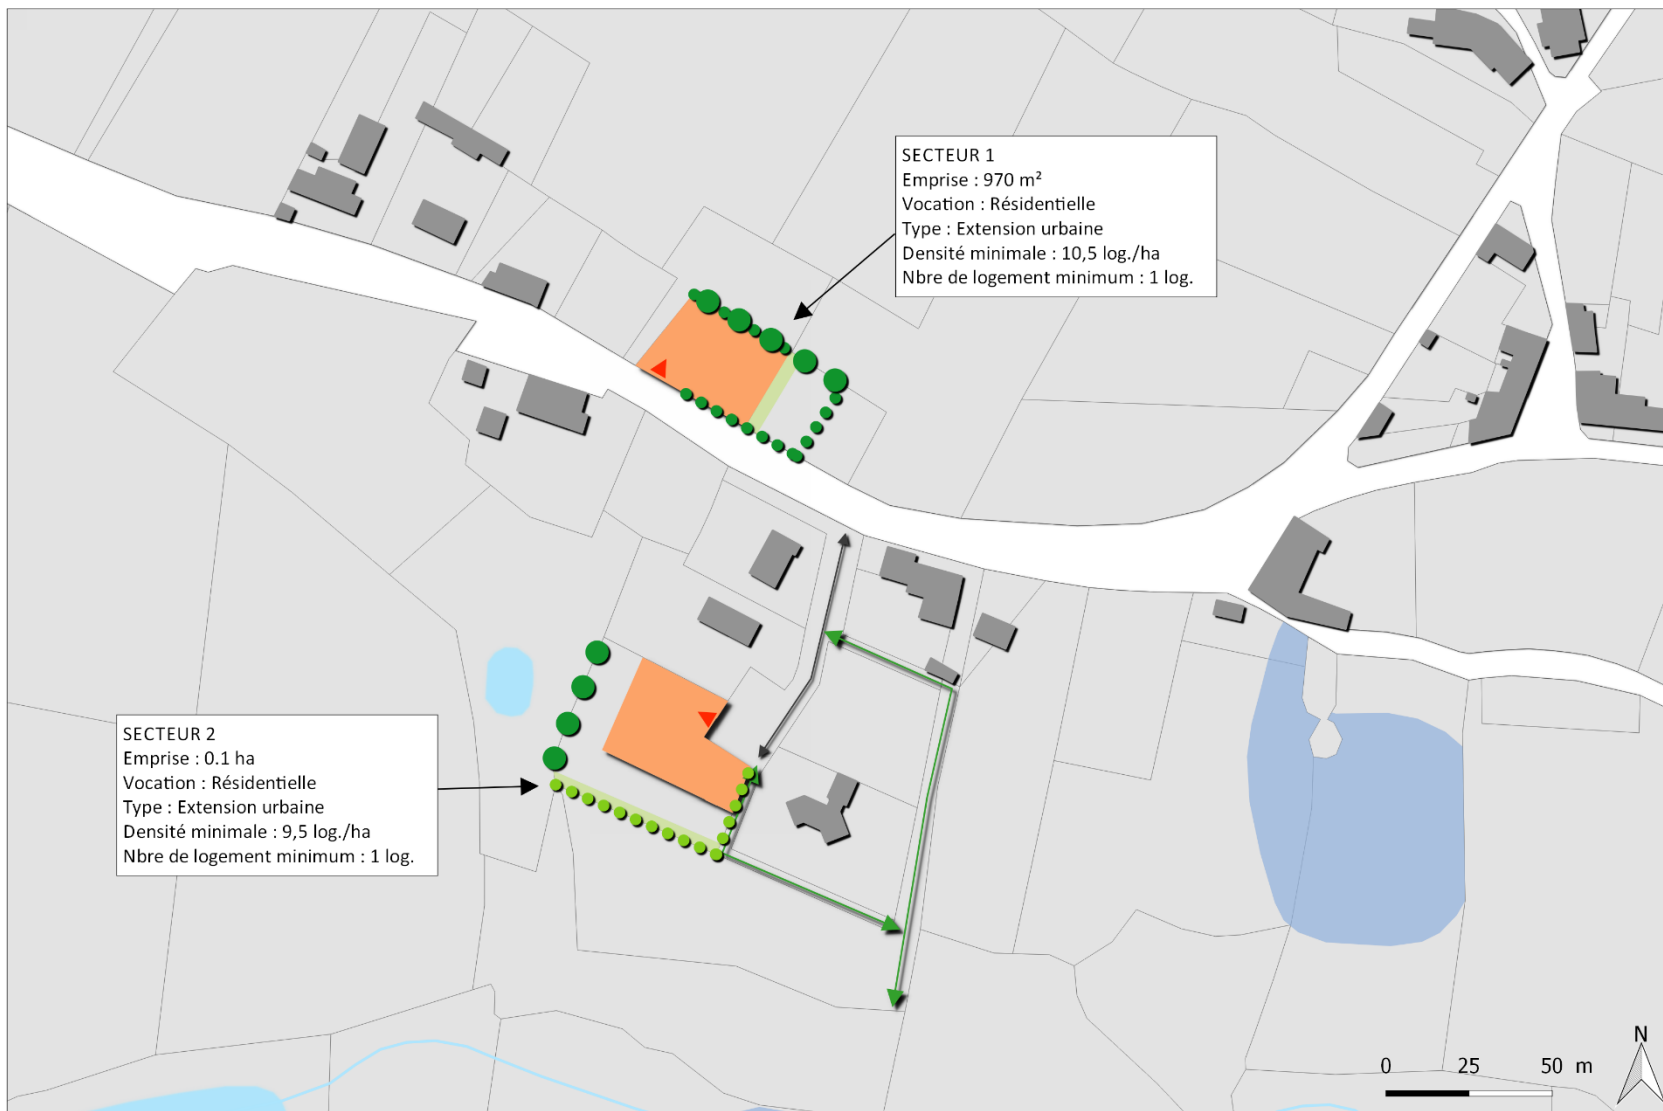 SECTEUR 1
Emprise : 970 m²
Vocation : Résidentielle
Type : Extension urbaine
Densité minimale : 10,5 log./ha
Nbre de logement minimum : 1 log.
SECTEUR 2
Emprise : 0.1 ha
Vocation : Résidentielle
Type : Extension urbaine
Densité minimale : 9,5 log./ha
Nbre de logement minimum : 1 log.
N
0 25 50 m